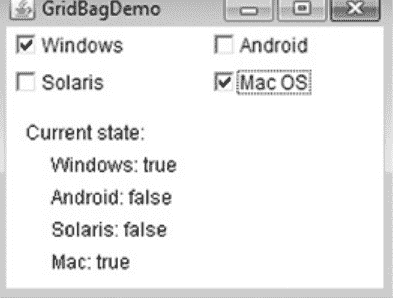 GridBagDemo
Windows Android
Solaris Mac OS
Current state:
Windows: true
Android: false
Solaris: false
Mac: true